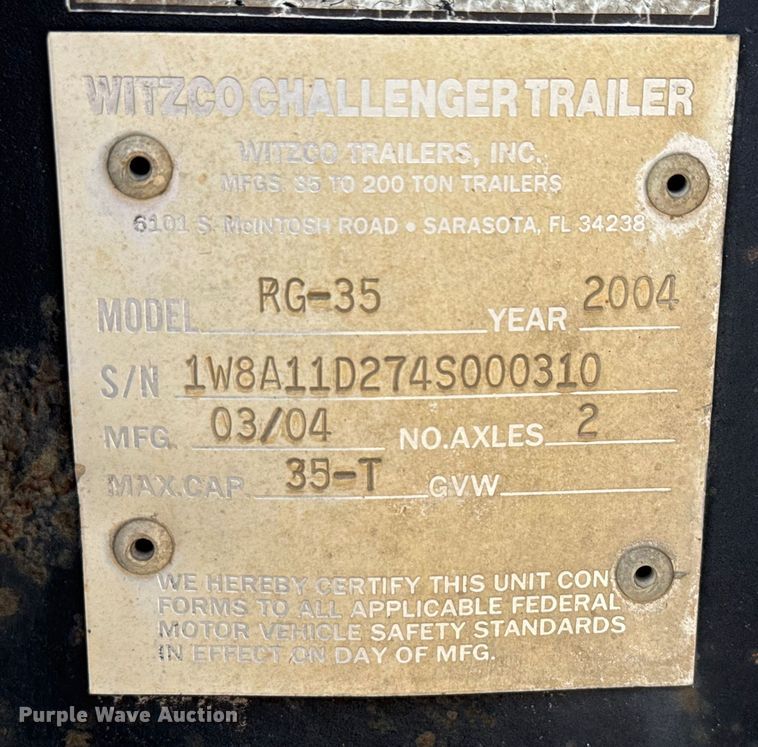 WITZCO CHALLENGER TRAILER
WITZCO TRAILERS, INC.
MFGS. 35 TO 200 TON TRAILERS
6101 S. McINTOSH ROAD • SARASOTA, FL 34238
MODEL RG-35 YEAR 2004
S/N 1W8A11D274S000310
MFG. 03/04 NO. AXLES 2
MAX. CAP. 35-T GVW
WE HEREBY CERTIFY THIS UNIT CON-
FORMS TO ALL APPLICABLE FEDERAL
MOTOR VEHICLE SAFETY STANDARDS
IN EFFECT ON DAY OF MFG.
Purple Wave Auction